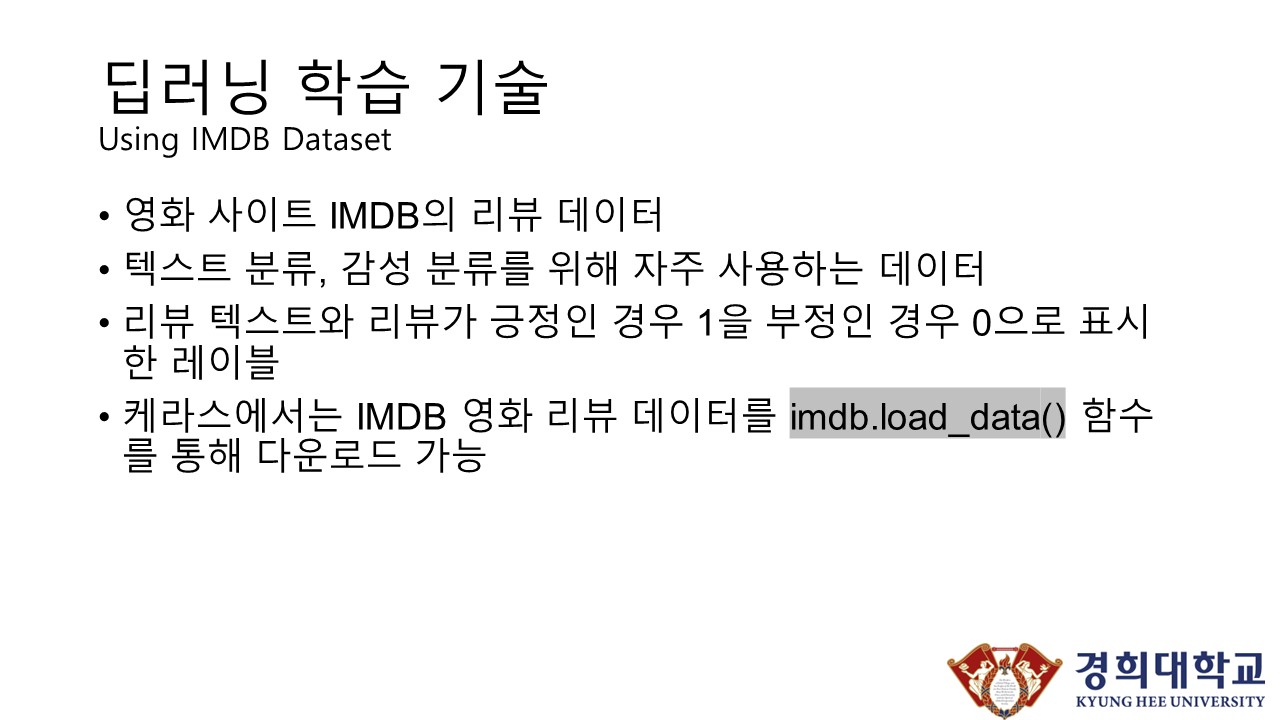 딥러닝 학습 기술
Using IMDB Dataset
• 영화 사이트 IMDB의 리뷰 데이터
• 텍스트 분류, 감성 분류를 위해 자주 사용하는 데이터
• 리뷰 텍스트와 리뷰가 긍정인 경우 1을 부정인 경우 0으로 표시
한 레이블
• 케라스에서는 IMDB 영화 리뷰 데이터를 imdb.load_data() 함수
를 통해 다운로드 가능
경희대학교
KYUNG HEE UNIVERSITY